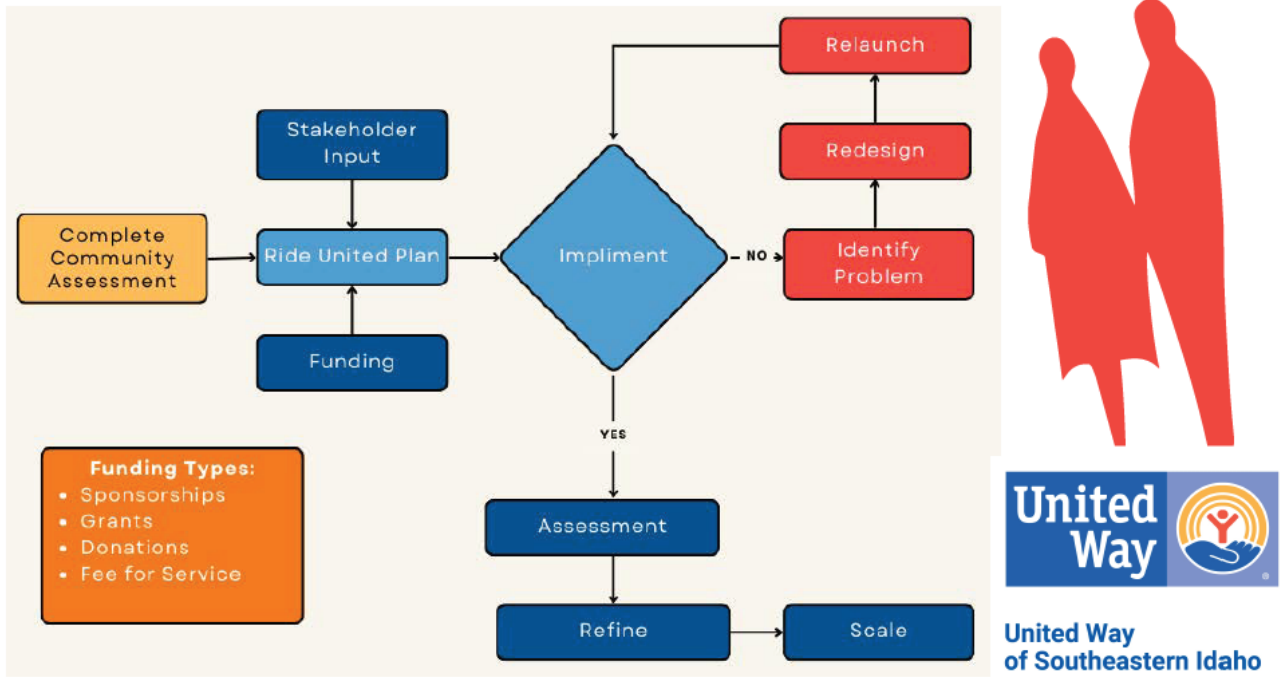 Relaunch
Stakeholder
Input
Redesign
Complete
Community
Assessment
Ride United Plan
Impliment
NO
Identify
Problem
Funding
YES
Funding Types:
• Sponsorships
• Grants
• Donations
• Fee for Service
Assessment
Refine
Scale
United
Way
®
United Way
of Southeastern Idaho